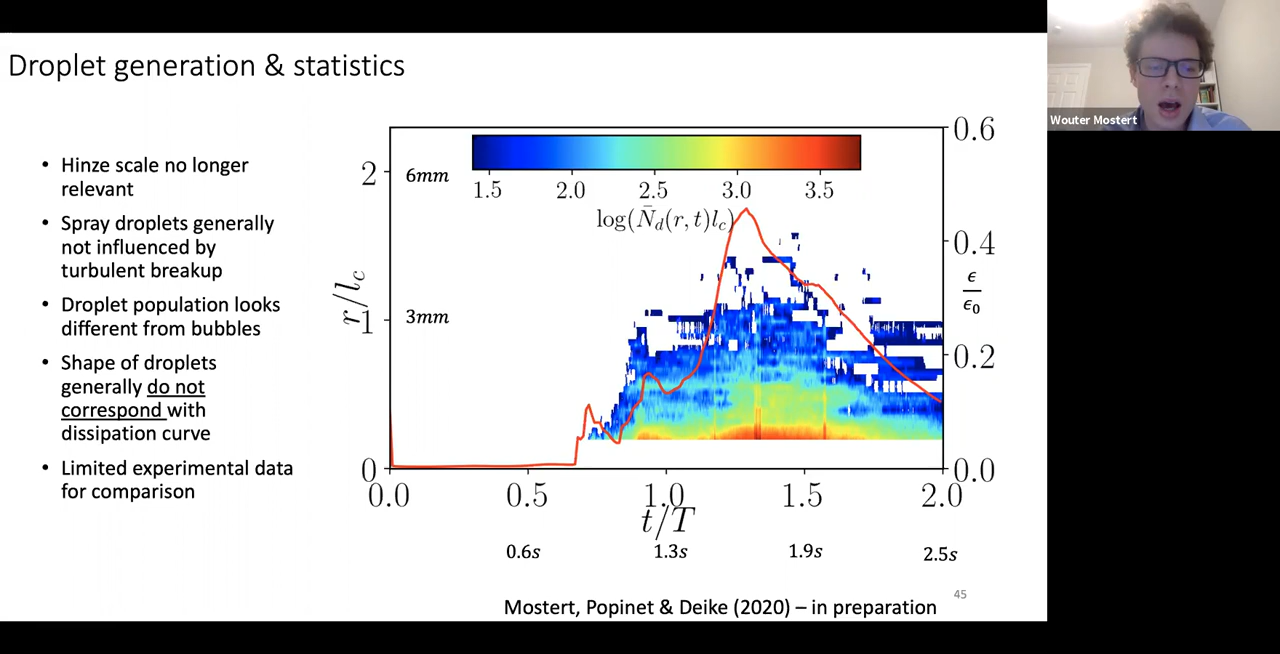 Droplet generation & statistics
Wouter Mostert
• Hinze scale no longer
relevant
• Spray droplets generally
not influenced by
turbulent breakup
• Droplet population looks
different from bubbles
• Shape of droplets
generally do not
correspond with
dissipation curve
• Limited experimental data
for comparison
r/l_c
2
1
0
6mm
3mm
1.5 2.0 2.5 3.0 3.5
log(N̄_d(r, t)l_c)
0.6
0.4
0.2
0.0
ϵ
ϵ₀
0.0 0.5 1.0 1.5 2.0
t/T
0.6s 1.3s 1.9s 2.5s
45
Mostert, Popinet & Deike (2020) – in preparation